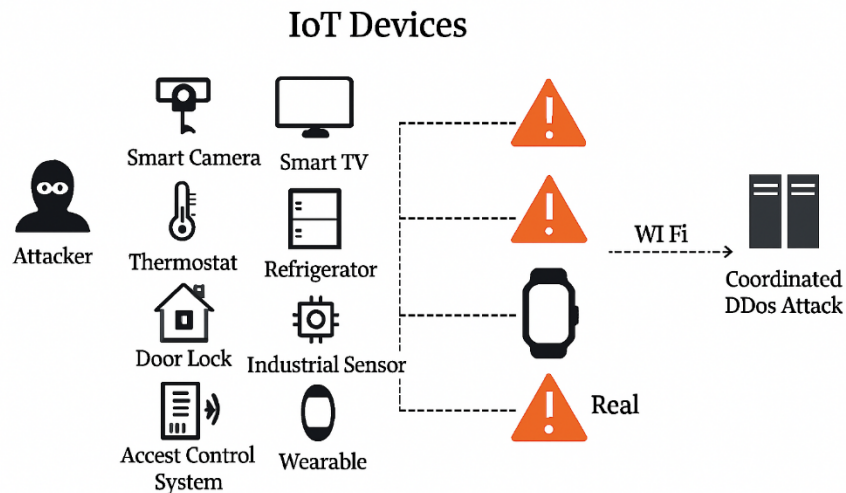 IoT Devices
Smart Camera
Smart TV
Attacker
Thermostat
Refrigerator
WI Fi
Coordinated
DDos Attack
Door Lock
Industrial Sensor
Real
Accest Control
System
Wearable